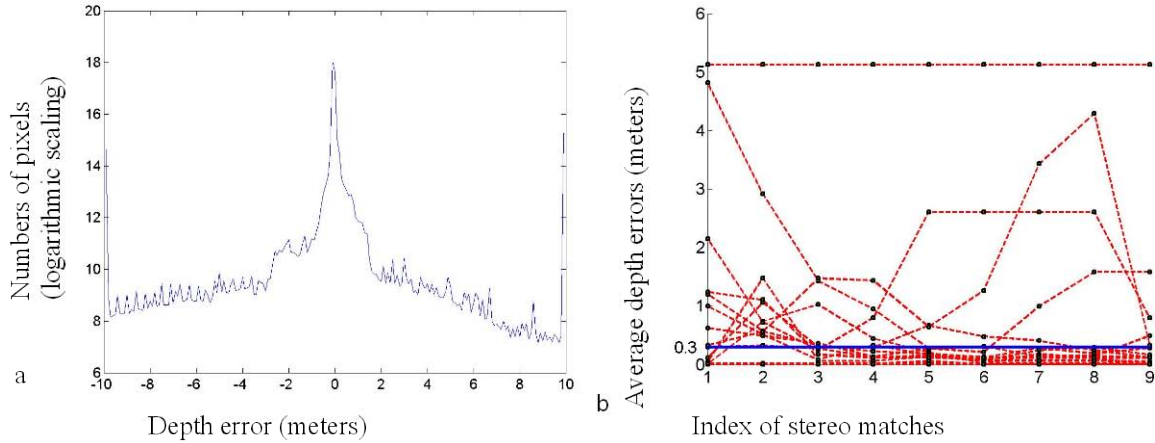 20
18
16
14
12
10
8
6
-10 -8 -6 -4 -2 0 2 4 6 8 10
Numbers of pixels
(logarithmic scaling)
Depth error (meters)
a
6
5
4
3
2
1
0.3
0
1 2 3 4 5 6 7 8 9
Average depth errors (meters)
Index of stereo matches
b